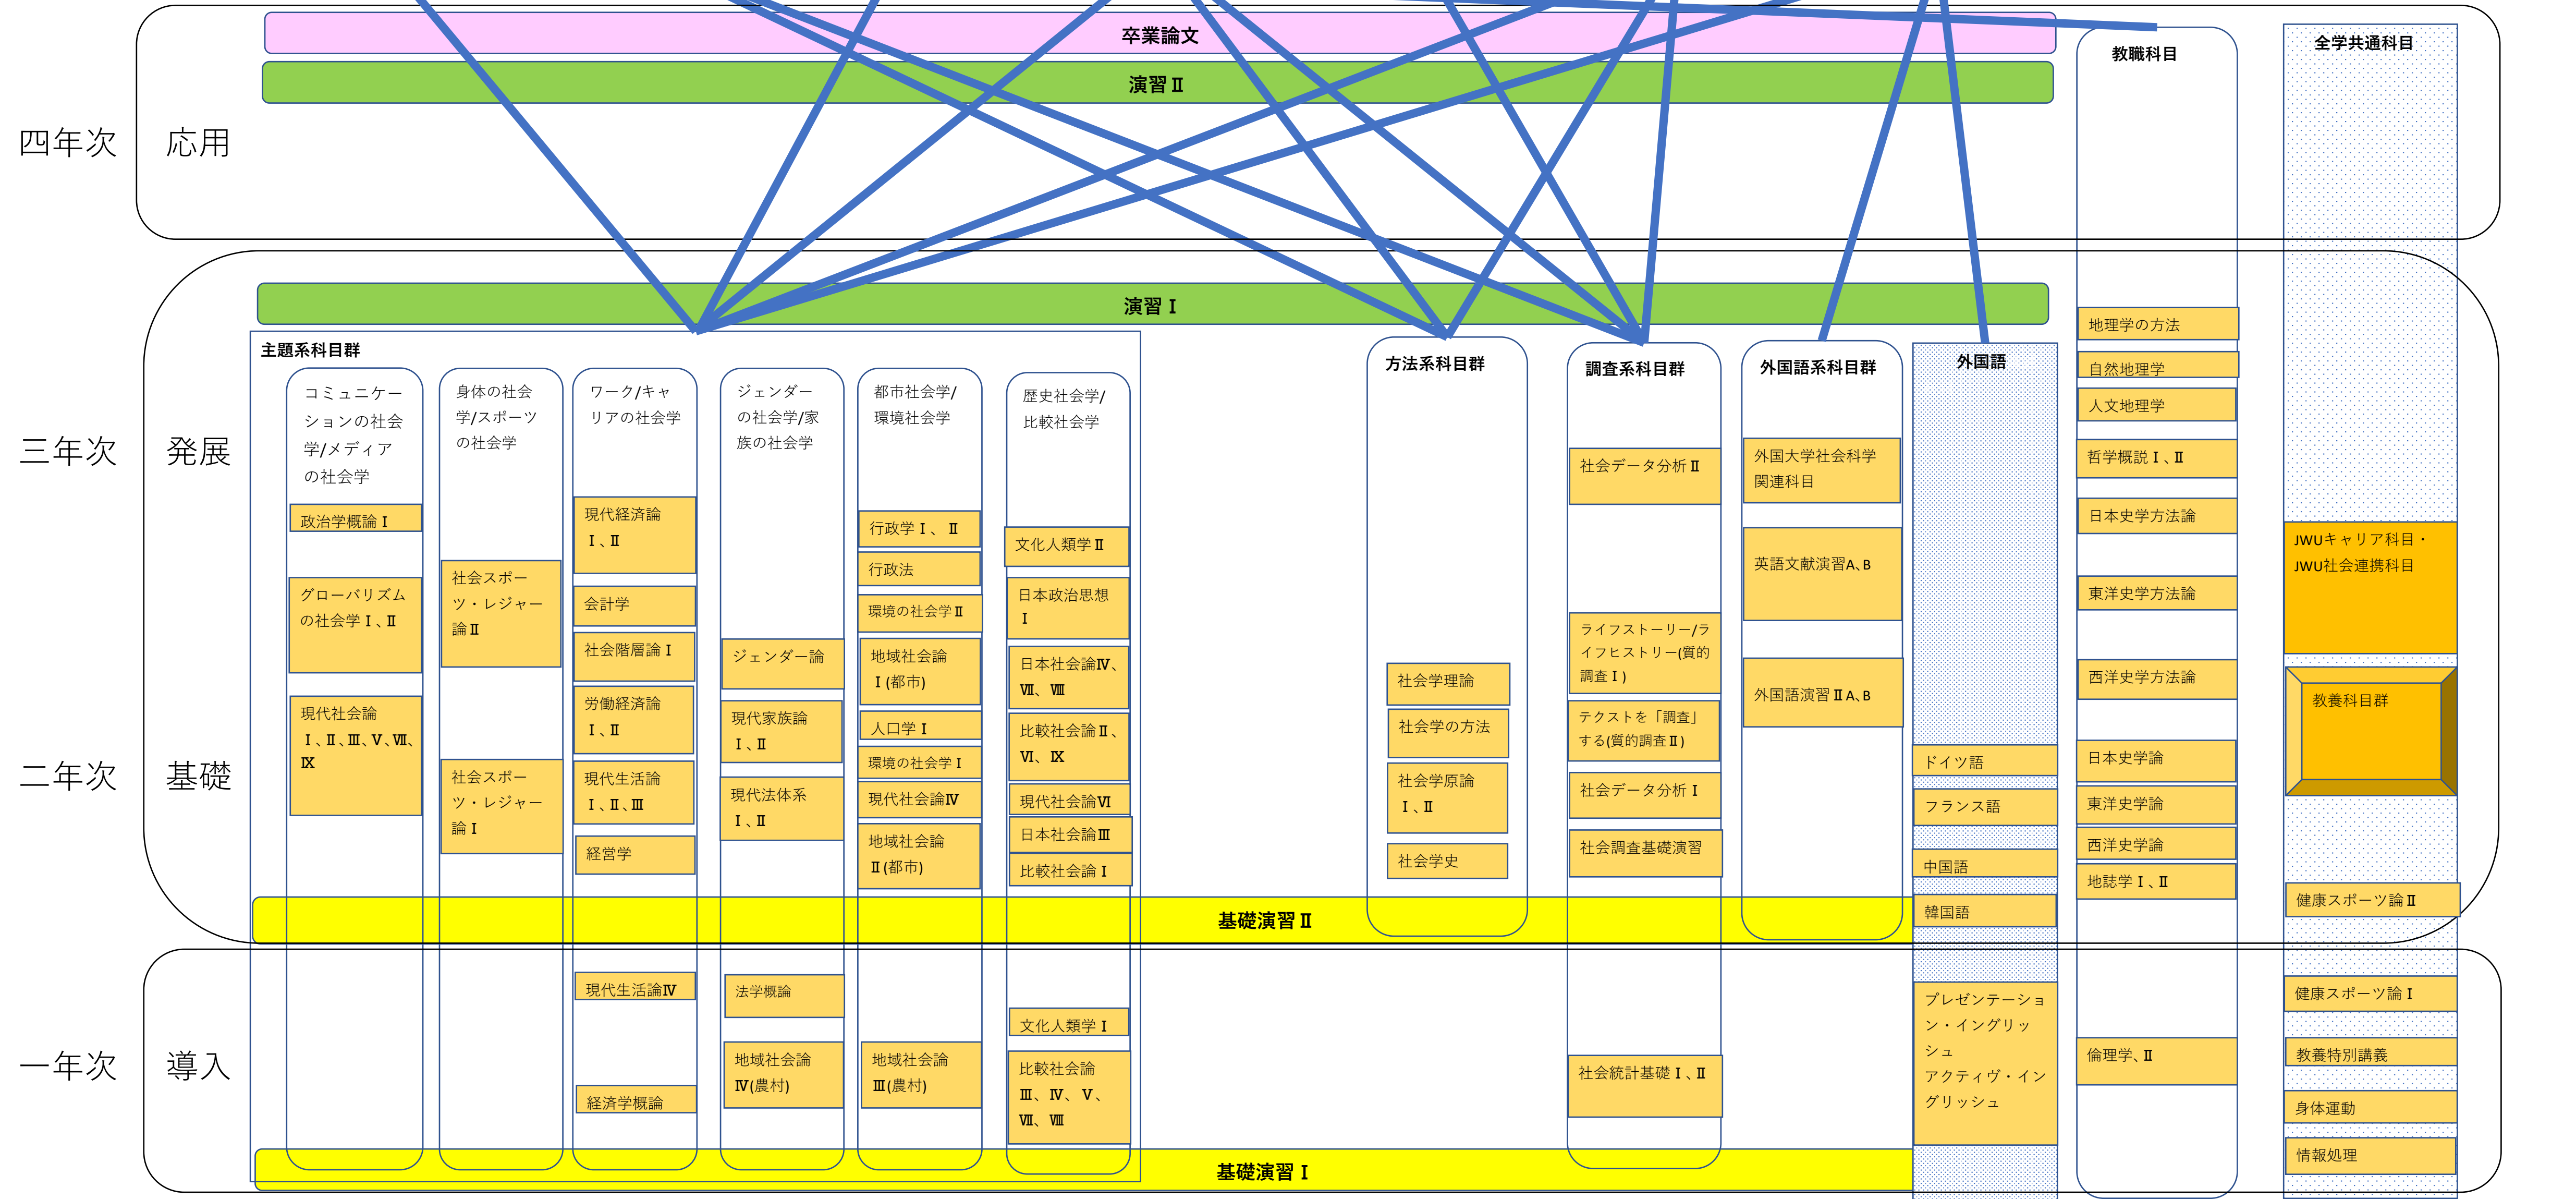 卒業論文
演習Ⅱ
四年次
応用
教職科目
全学共通科目
三年次
発展
二年次
基礎
演習Ⅰ
主題系科目群
コミュニケー
ションの社会
学/メディア
の社会学
政治学概論Ⅰ
グローバリズム
の社会学Ⅰ、Ⅱ
現代社会論
Ⅰ、Ⅱ、Ⅲ、Ⅴ、Ⅶ、
Ⅸ
身体の社会
学/スポーツ
の社会学
社会スポー
ツ・レジャー
論Ⅱ
社会スポー
ツ・レジャー
論Ⅰ
ワーク/キャ
リアの社会学
現代経済論
Ⅰ、Ⅱ
会計学
社会階層論Ⅰ
労働経済論
Ⅰ、Ⅱ
現代生活論
Ⅰ、Ⅱ、Ⅲ
経営学
ジェンダー
の社会学/家
族の社会学
ジェンダー論
現代家族論
Ⅰ、Ⅱ
現代法体系
Ⅰ、Ⅱ
都市社会学/
環境社会学
行政学Ⅰ、Ⅱ
行政法
環境の社会学Ⅱ
地域社会論
Ⅰ(都市)
人口学Ⅰ
環境の社会学Ⅰ
現代社会論Ⅳ
地域社会論
Ⅱ(都市)
歴史社会学/
比較社会学
文化人類学Ⅱ
日本政治思想
Ⅰ
日本社会論Ⅳ、
Ⅶ、Ⅷ
比較社会論Ⅱ、
Ⅵ、Ⅸ
現代社会論Ⅵ
日本社会論Ⅲ
比較社会論Ⅰ
方法系科目群
社会学理論
社会学の方法
社会学原論
Ⅰ、Ⅱ
社会学史
調査系科目群
社会データ分析Ⅱ
ライフストーリー/ラ
イフヒストリー(質的
調査Ⅰ)
テクストを「調査」
する(質的調査Ⅱ)
社会データ分析Ⅰ
社会調査基礎演習
外国語系科目群
外国大学社会科学
関連科目
英語文献演習A、B
外国語演習ⅡA、B
外国語
ドイツ語
フランス語
中国語
韓国語
地理学の方法
自然地理学
人文地理学
哲学概説Ⅰ、Ⅱ
日本史学方法論
東洋史学方法論
西洋史学方法論
日本史学論
東洋史学論
西洋史学論
地誌学Ⅰ、Ⅱ
JWUキャリア科目・
JWU社会連携科目
教養科目群
健康スポーツ論Ⅱ
基礎演習Ⅱ
一年次
導入
現代生活論Ⅳ
経済学概論
法学概論
地域社会論
Ⅳ(農村)
地域社会論
Ⅲ(農村)
文化人類学Ⅰ
比較社会論
Ⅲ、Ⅳ、Ⅴ、
Ⅶ、Ⅷ
社会統計基礎Ⅰ、Ⅱ
プレゼンテーショ
ン・イングリッ
シュ
アクティヴ・イン
グリッシュ
倫理学、Ⅱ
健康スポーツ論Ⅰ
教養特別講義
身体運動
情報処理
基礎演習Ⅰ